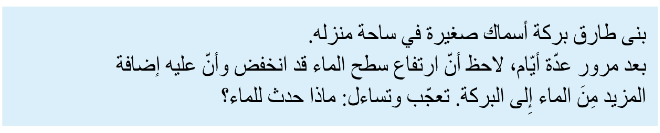 بنى طارق بركة أسماك صغيرة في ساحة منزله.
بعد مرور عدّة أيّام، لاحظ أنّ ارتفاع سطح الماء قد انخفض وأنّ عليه إضافة
المزيد مِنَ الماء إِلى البركة. تعجّب وتساءل: ماذا حدث للماء؟